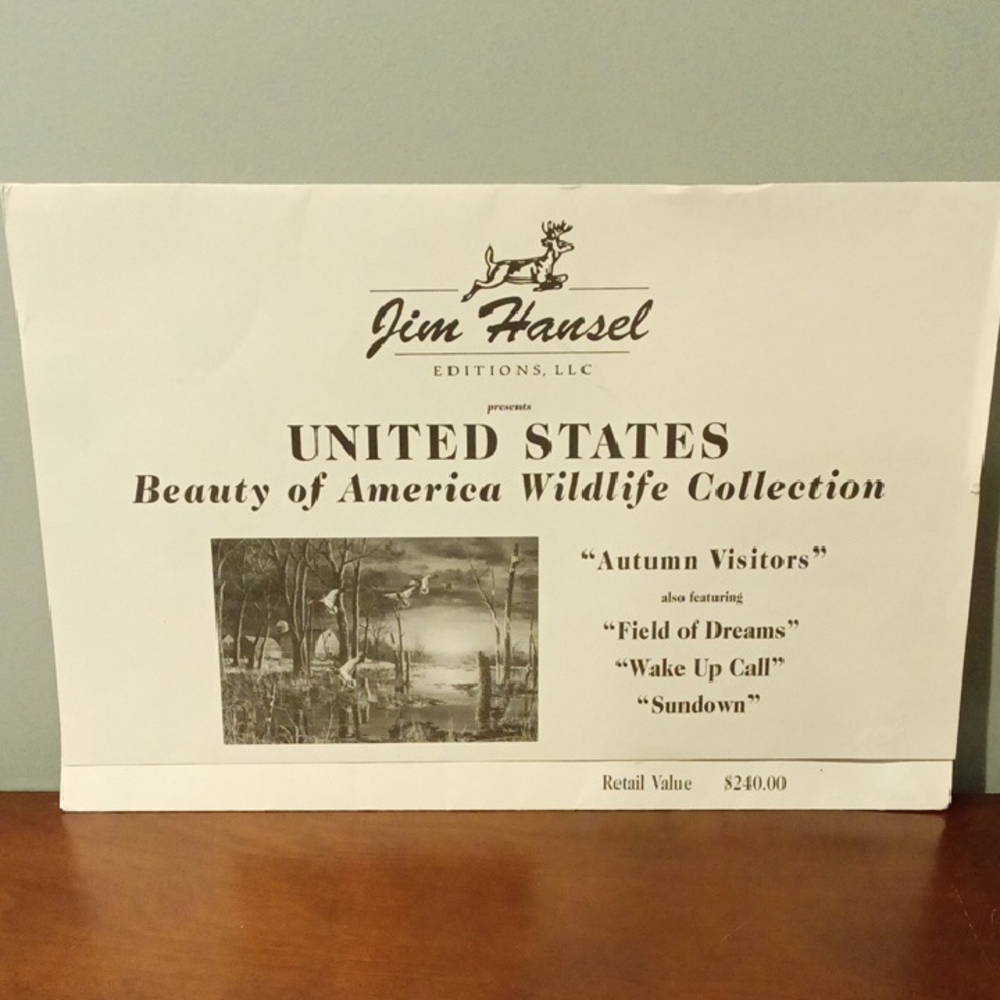 Jim Hansel
EDITIONS, LLC
presents
UNITED STATES
Beauty of America Wildlife Collection
“Autumn Visitors”
also featuring
“Field of Dreams”
“Wake Up Call”
“Sundown”
Retail Value $240.00